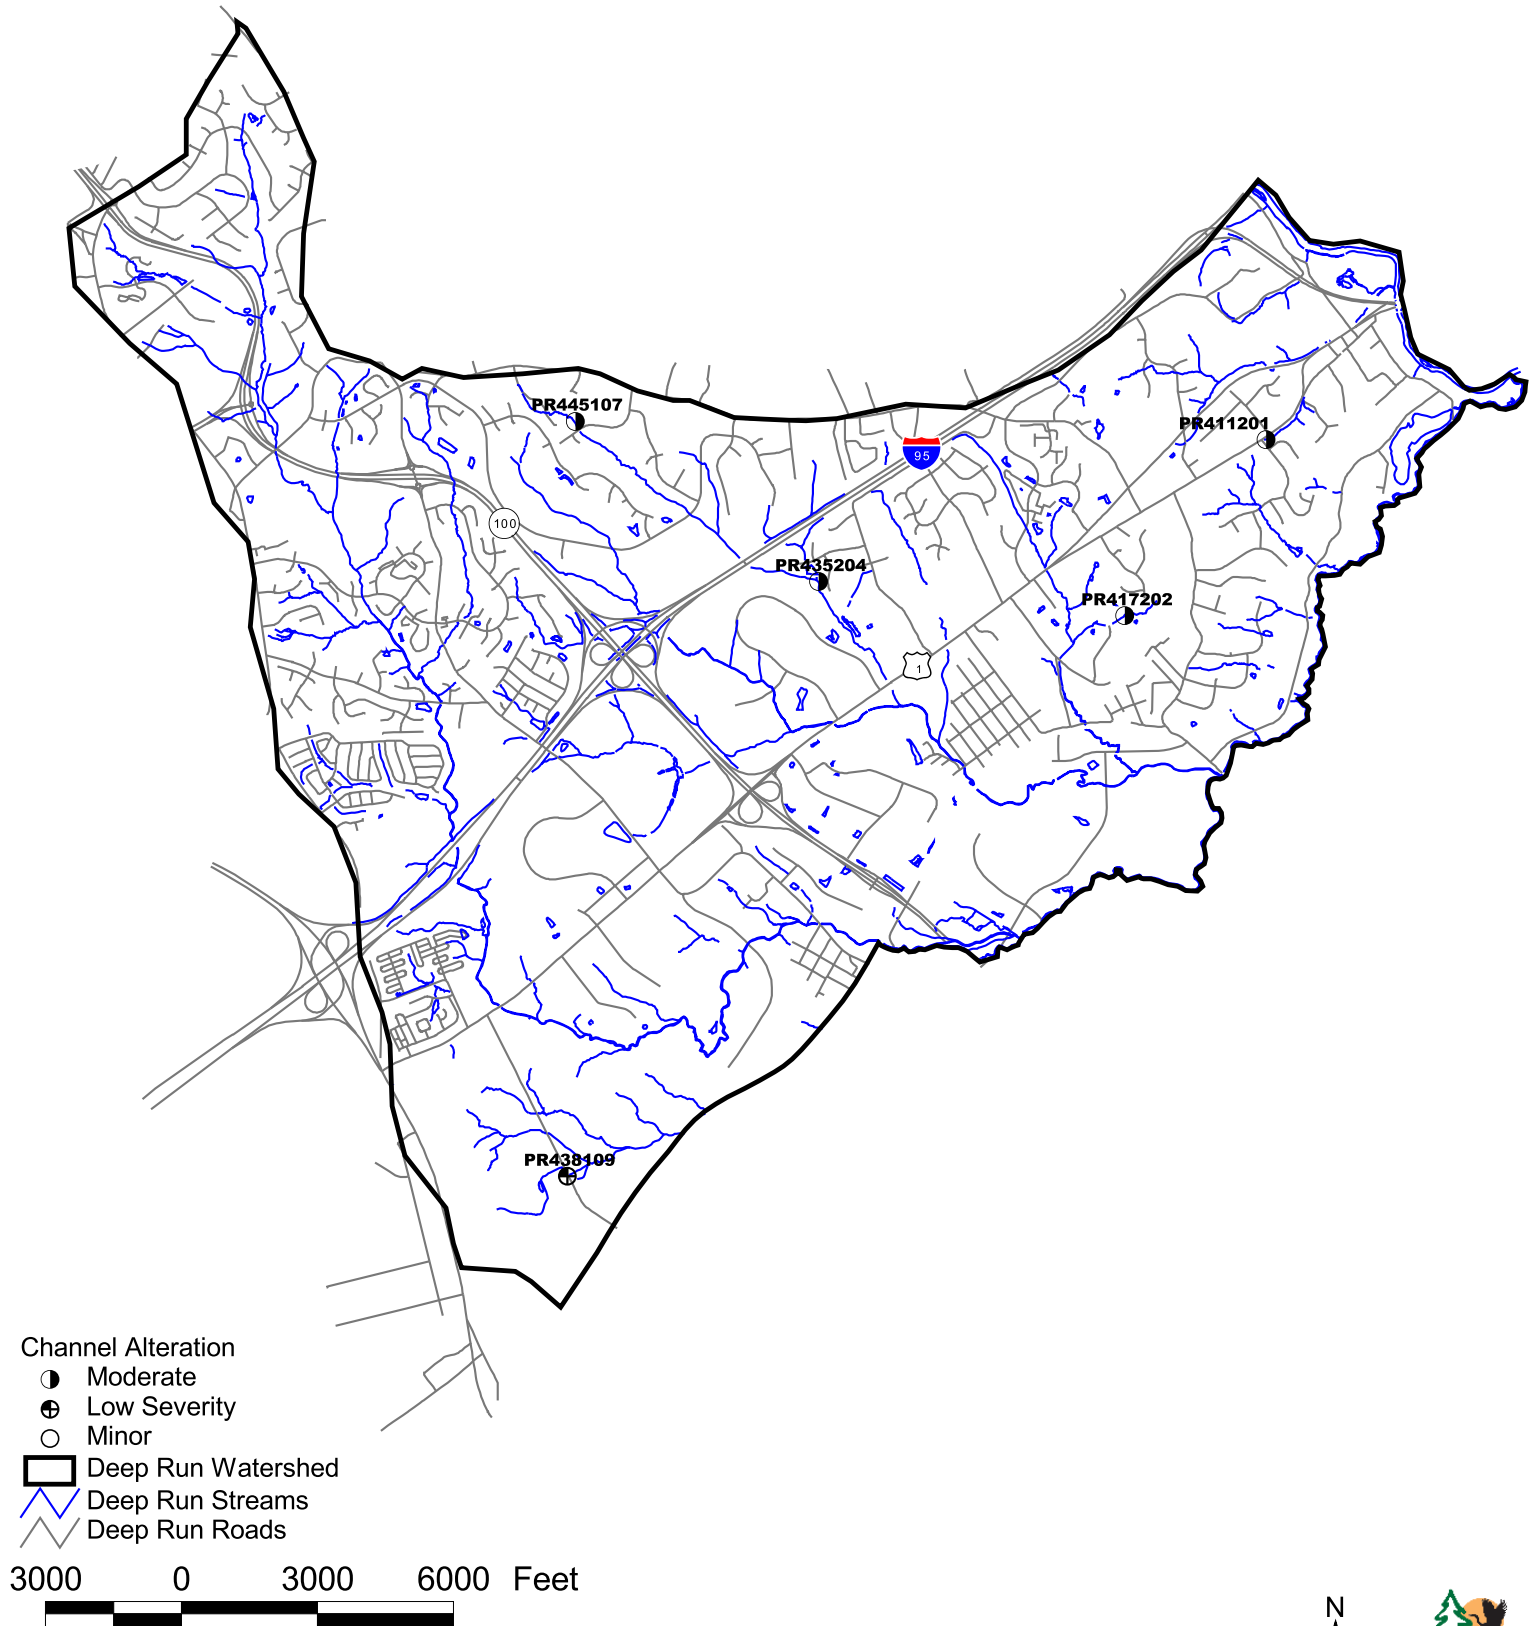 PR445107
PR411201
95
100
PR435204
PR417202
1
PR438109
Channel Alteration
Moderate
Low Severity
Minor
Deep Run Watershed
Deep Run Streams
Deep Run Roads
3000 0 3000 6000 Feet
N